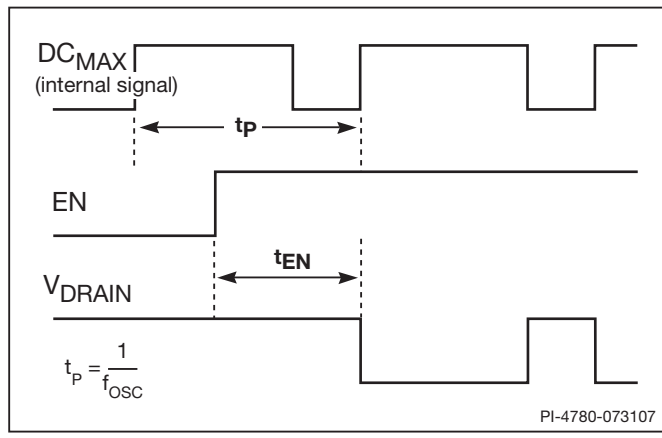 DCMAX
(internal signal)
tP
EN
tEN
VDRAIN
tP = 1
fOSC
PI-4780-073107